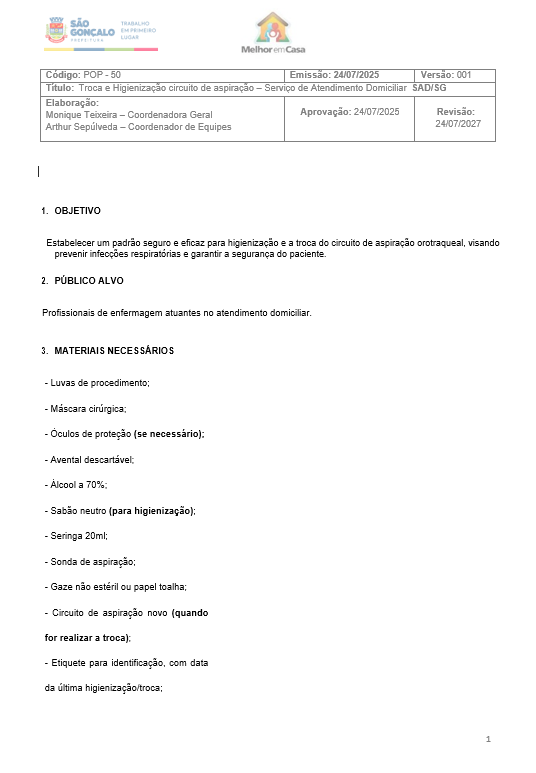 SÃO GONÇALO PREFEITURA
TRABALHO EM PRIMEIRO LUGAR
Melhor em Casa
Código: POP - 50 Emissão: 24/07/2025 Versão: 001
Título: Troca e Higienização circuito de aspiração – Serviço de Atendimento Domiciliar SAD/SG
Elaboração:
Monique Teixeira – Coordenadora Geral
Arthur Sepúlveda – Coordenador de Equipes
Aprovação: 24/07/2025
Revisão:
24/07/2027
1. OBJETIVO
Estabelecer um padrão seguro e eficaz para higienização e a troca do circuito de aspiração orotraqueal, visando
prevenir infecções respiratórias e garantir a segurança do paciente.
2. PÚBLICO ALVO
Profissionais de enfermagem atuantes no atendimento domiciliar.
3. MATERIAIS NECESSÁRIOS
- Luvas de procedimento;
- Máscara cirúrgica;
- Óculos de proteção (se necessário);
- Avental descartável;
- Álcool a 70%;
- Sabão neutro (para higienização);
- Seringa 20ml;
- Sonda de aspiração;
- Gaze não estéril ou papel toalha;
- Circuito de aspiração novo (quando
for realizar a troca);
- Etiquete para identificação, com data
da última higienização/troca;
1